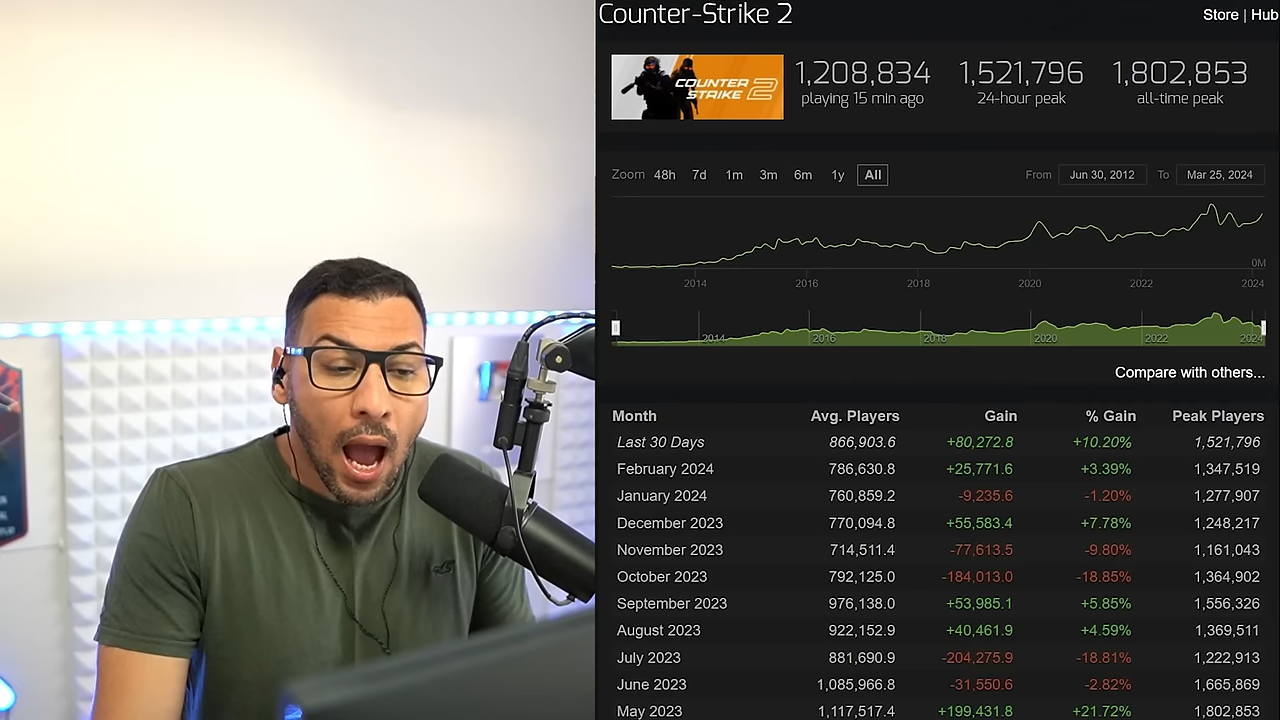 Counter-Strike 2
Store | Hub
COUNTER
STRIKE 2
1,208,834
playing 15 min ago
1,521,796
24-hour peak
1,802,853
all-time peak
Zoom 48h 7d 1m 3m 6m 1y All
From Jun 30, 2012 To Mar 25, 2024
0M
2014 2016 2018 2020 2022 2024
2014 2016 2018 2020 2022 2024
Compare with others...
Month Avg. Players Gain % Gain Peak Players
Last 30 Days 866,903.6 +80,272.8 +10.20% 1,521,796
February 2024 786,630.8 +25,771.6 +3.39% 1,347,519
January 2024 760,859.2 -9,235.6 -1.20% 1,277,907
December 2023 770,094.8 +55,583.4 +7.78% 1,248,217
November 2023 714,511.4 -77,613.5 -9.80% 1,161,043
October 2023 792,125.0 -184,013.0 -18.85% 1,364,902
September 2023 976,138.0 +53,985.1 +5.85% 1,556,326
August 2023 922,152.9 +40,461.9 +4.59% 1,369,511
July 2023 881,690.9 -204,275.9 -18.81% 1,222,913
June 2023 1,085,966.8 -31,550.6 -2.82% 1,665,869
May 2023 1,117,517.4 +199,431.8 +21.72% 1,802,853